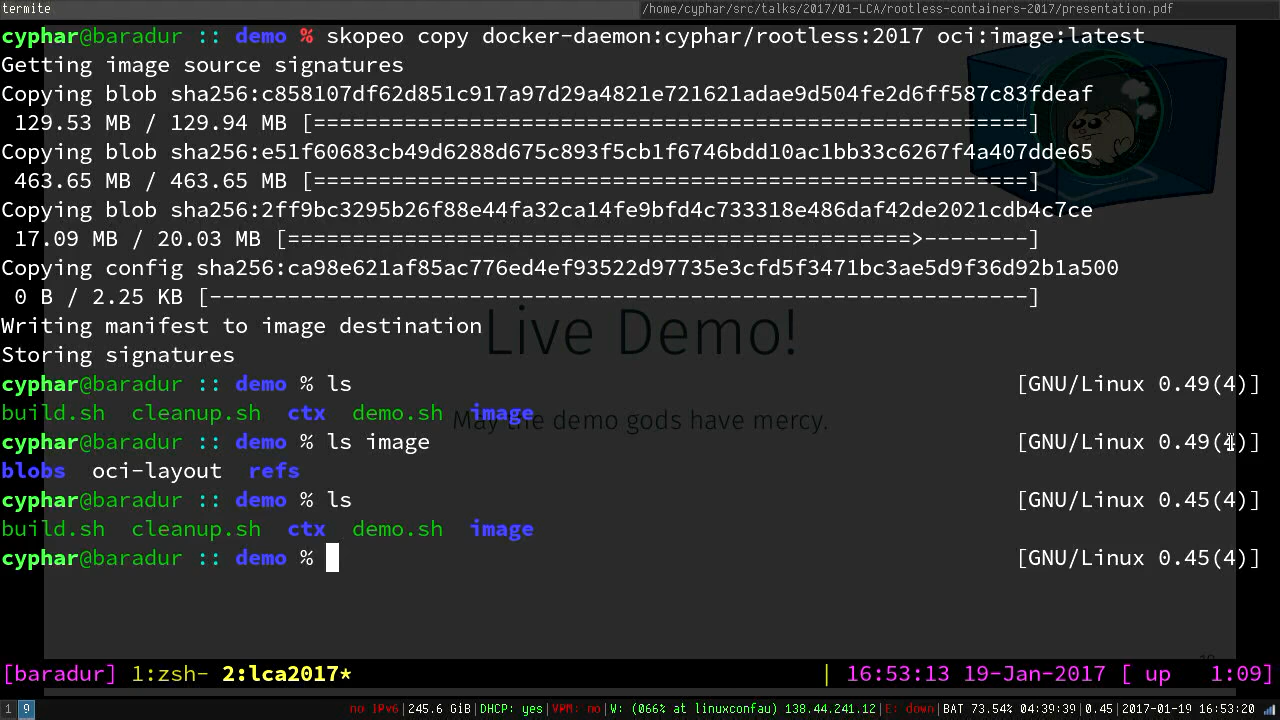 termite /home/cyphar/src/talks/2017/01-LCA/rootless-containers-2017/presentation.pdf
cyphar@baradur :: demo % skopeo copy docker-daemon:cyphar/rootless:2017 oci:image:latest
Getting image source signatures
Copying blob sha256:c858107df62d851c917a97d29a4821e721621adae9d504fe2d6ff587c83fdeaf
129.53 MB / 129.94 MB [=======================================================]
Copying blob sha256:e51f60683cb49d6288d675c893f5cb1f6746bdd10ac1bb33c6267f4a407dde65
463.65 MB / 463.65 MB [=======================================================]
Copying blob sha256:2ff9bc3295b26f88e44fa32ca14fe9bfd4c733318e486daf42de2021cdb4c7ce
17.09 MB / 20.03 MB [================================================>--------]
Copying config sha256:ca98e621af85ac776ed4ef93522d97735e3cfd5f3471bc3ae5d9f36d92b1a500
0 B / 2.25 KB [---------------------------------------------------------------]
Writing manifest to image destination
Live Demo!
Storing signatures
cyphar@baradur :: demo % ls [GNU/Linux 0.49(4)]
build.sh cleanup.sh ctx demo.sh image
May the demo gods have mercy.
cyphar@baradur :: demo % ls image [GNU/Linux 0.49(4)]
blobs oci-layout refs
cyphar@baradur :: demo % ls [GNU/Linux 0.45(4)]
build.sh cleanup.sh ctx demo.sh image
cyphar@baradur :: demo % [GNU/Linux 0.45(4)]
[baradur] 1:zsh- 2:lca2017* | 16:53:13 19-Jan-2017 [ up 1:09]
1 9 no IPv6|245.6 GiB|DHCP: yes|VPM: no|W: (066% at linuxconfau) 138.44.241.12|E: down|BAT 73.54% 04:39:39|0.45|2017-01-19 16:53:20